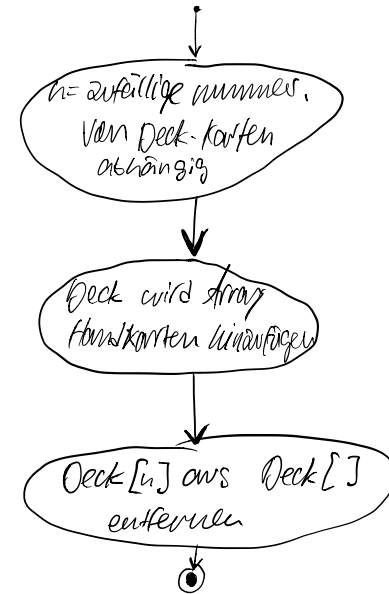 n= zufällige nummer.
Von Deck-Karten
abhängig
Deck wird Array
Handkarten hinzufügen
Deck[n] aus Deck[]
entfernen